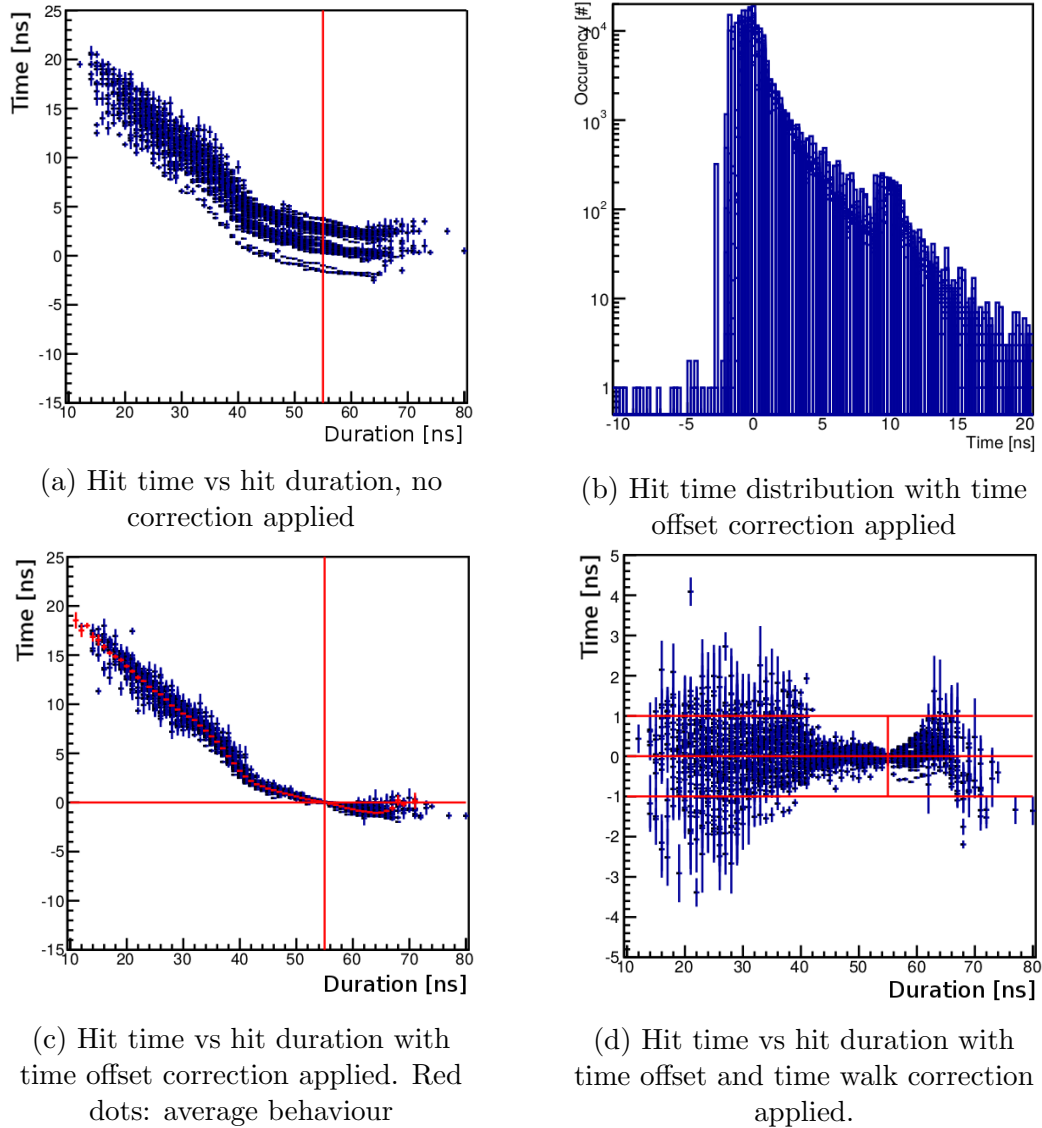 Time [ns]
25
20
15
10
5
0
-5
-10
-15
10 20 30 40 50 60 70 80
Duration [ns]
(a) Hit time vs hit duration, no
correction applied
Occurency [#]
10^4
10^3
10^2
10
1
-10 -5 0 5 10 15 20
Time [ns]
(b) Hit time distribution with time
offset correction applied
Time [ns]
25
20
15
10
5
0
-5
-10
-15
10 20 30 40 50 60 70 80
Duration [ns]
(c) Hit time vs hit duration with
time offset correction applied. Red
dots: average behaviour
Time [ns]
5
4
3
2
1
0
-1
-2
-3
-4
-5
10 20 30 40 50 60 70 80
Duration [ns]
(d) Hit time vs hit duration with
time offset and time walk correction
applied.